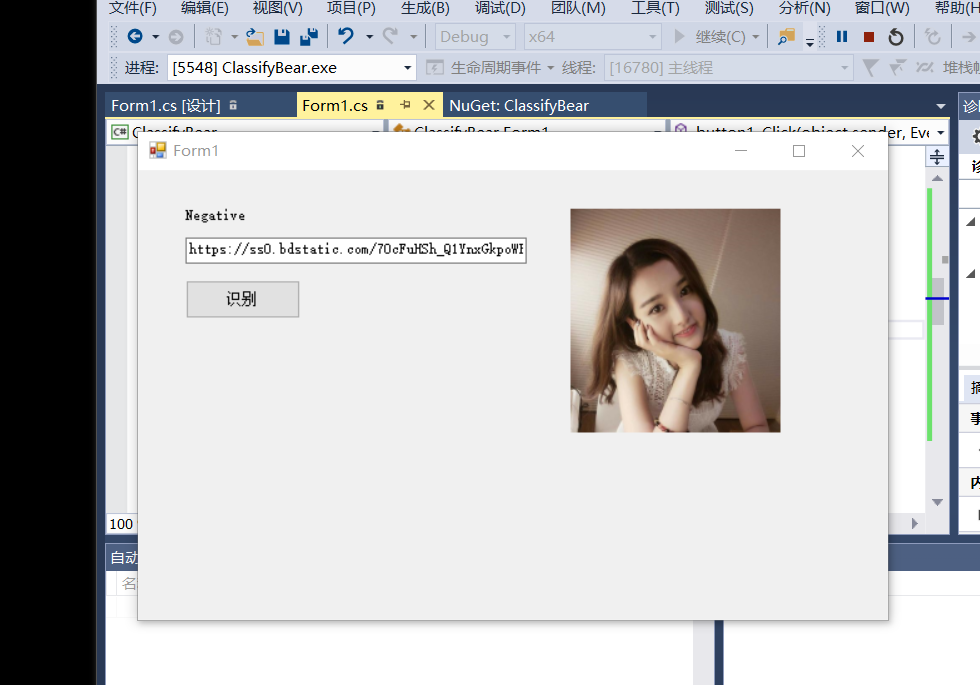 文件(F) 编辑(E) 视图(V) 项目(P) 生成(B) 调试(D) 团队(M) 工具(T) 测试(S) 分析(N) 窗口(W) 帮助(H
Debug x64 继续(C)
进程: [5548] ClassifyBear.exe 生命周期事件 线程: [16780] 主线程 堆栈帧
Form1.cs [设计] Form1.cs NuGet: ClassifyBear
C# ClassifyBear ClassifyBear.Form1 button1_Click(object sender, Eve
Form1
Negative
https://ss0.bdstatic.com/70cFuHSh_Q1YnxGkpoWK
识别
100
自动
名